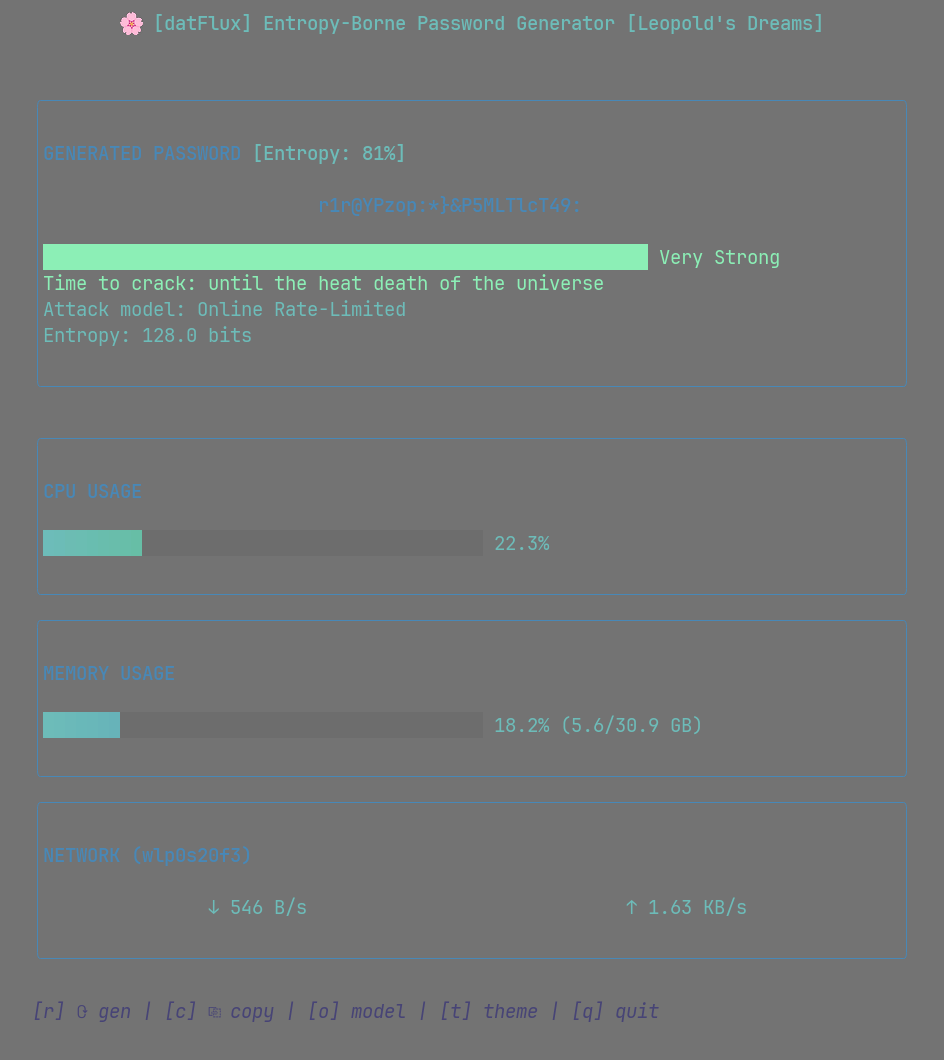 🌸 [datFlux] Entropy-Borne Password Generator [Leopold's Dreams]
GENERATED PASSWORD [Entropy: 81%]
r1r@YPzop:*}&P5MLTlcT49:
Very Strong
Time to crack: until the heat death of the universe
Attack model: Online Rate-Limited
Entropy: 128.0 bits
CPU USAGE
22.3%
MEMORY USAGE
18.2% (5.6/30.9 GB)
NETWORK (wlp0s20f3)
↓ 546 B/s ↑ 1.63 KB/s
[r] gen | [c] copy | [o] model | [t] theme | [q] quit